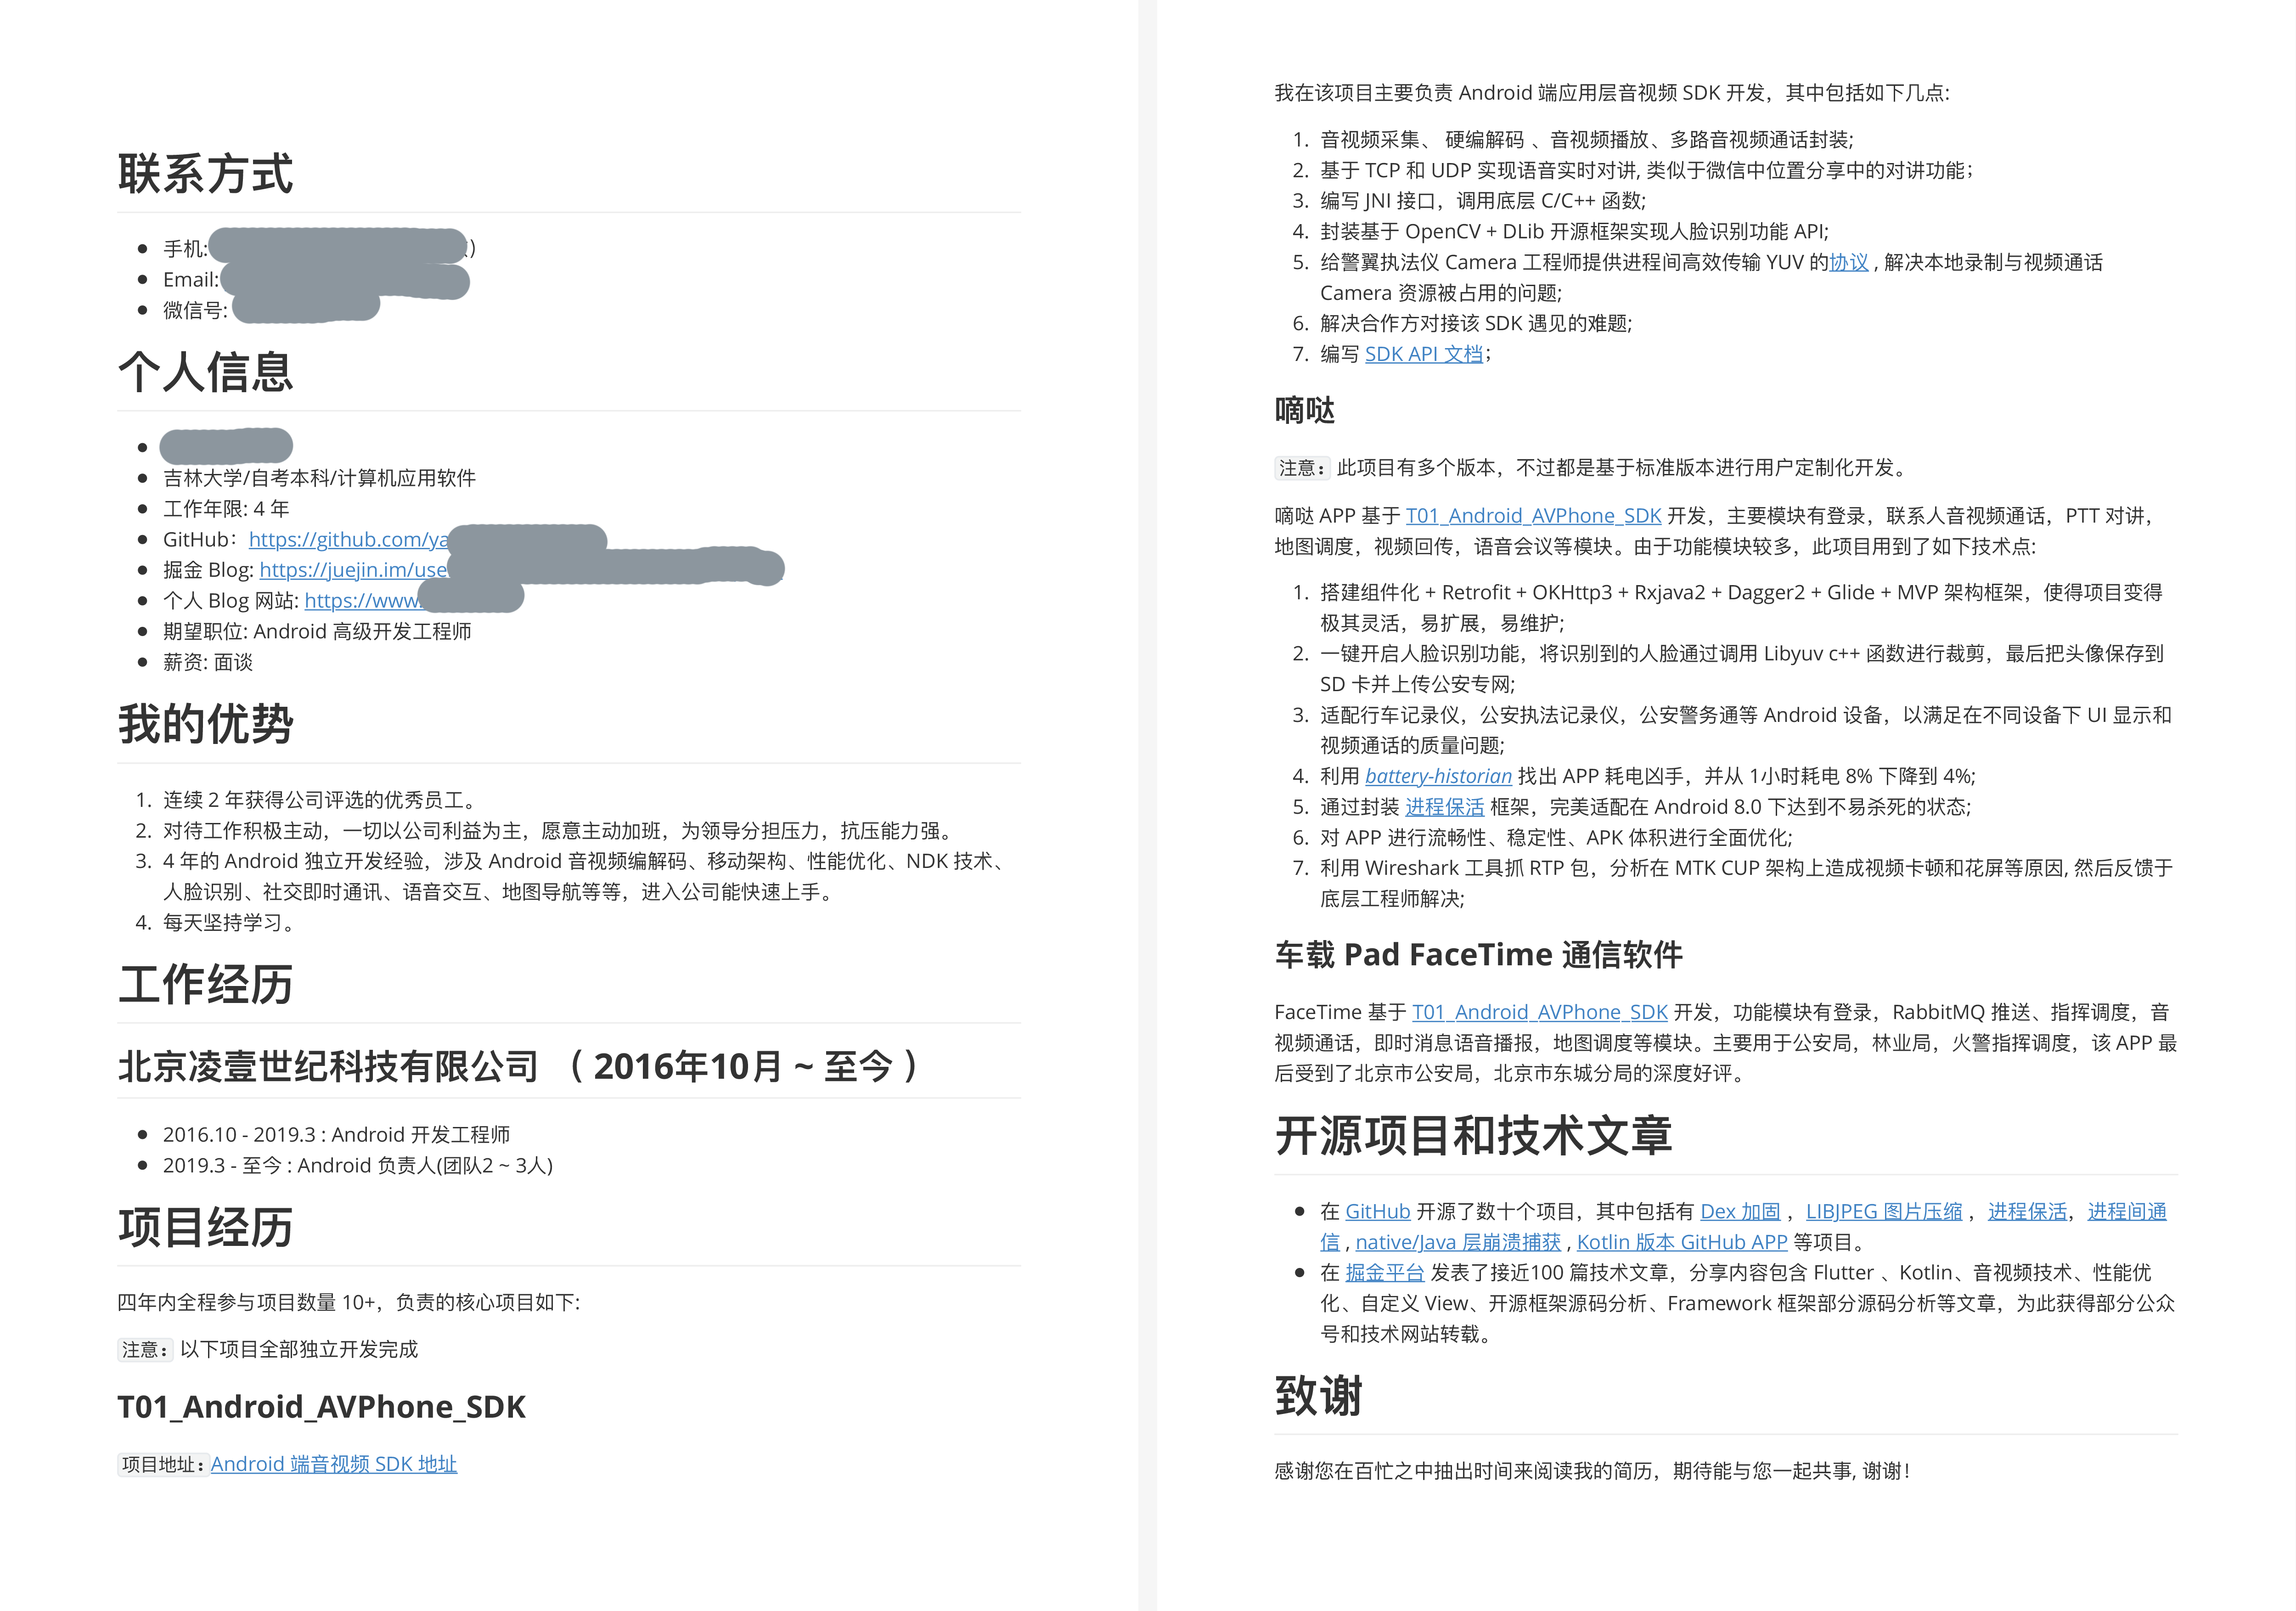 联系方式
手机:)
Email:
微信号:
个人信息
吉林大学/自考本科/计算机应用软件
工作年限: 4 年
GitHub： https://github.com/ya
掘金 Blog: https://juejin.im/use
个人 Blog 网站: https://www.
期望职位: Android 高级开发工程师
薪资: 面谈
我的优势
1. 连续 2 年获得公司评选的优秀员工。
2. 对待工作积极主动，一切以公司利益为主，愿意主动加班，为领导分担压力，抗压能力强。
3. 4 年的 Android 独立开发经验，涉及 Android 音视频编解码、移动架构、性能优化、NDK 技术、
人脸识别、社交即时通讯、语音交互、地图导航等等，进入公司能快速上手。
4. 每天坚持学习。
工作经历
北京凌壹世纪科技有限公司 （ 2016年10月 ~ 至今 ）
2016.10 - 2019.3 : Android 开发工程师
2019.3 - 至今 : Android 负责人(团队2 ~ 3人)
项目经历
四年内全程参与项目数量 10+，负责的核心项目如下:
注意： 以下项目全部独立开发完成
T01_Android_AVPhone_SDK
项目地址：Android 端音视频 SDK 地址
我在该项目主要负责 Android 端应用层音视频 SDK 开发，其中包括如下几点:
1. 音视频采集、 硬编解码 、音视频播放、多路音视频通话封装;
2. 基于 TCP 和 UDP 实现语音实时对讲, 类似于微信中位置分享中的对讲功能；
3. 编写 JNI 接口，调用底层 C/C++ 函数;
4. 封装基于 OpenCV + DLib 开源框架实现人脸识别功能 API;
5. 给警翼执法仪 Camera 工程师提供进程间高效传输 YUV 的协议 , 解决本地录制与视频通话
Camera 资源被占用的问题;
6. 解决合作方对接该 SDK 遇见的难题;
7. 编写 SDK API 文档；
嘀哒
注意： 此项目有多个版本，不过都是基于标准版本进行用户定制化开发。
嘀哒 APP 基于 T01_Android_AVPhone_SDK 开发，主要模块有登录，联系人音视频通话，PTT 对讲，
地图调度，视频回传，语音会议等模块。由于功能模块较多，此项目用到了如下技术点:
1. 搭建组件化 + Retrofit + OKHttp3 + Rxjava2 + Dagger2 + Glide + MVP 架构框架，使得项目变得
极其灵活，易扩展，易维护;
2. 一键开启人脸识别功能，将识别到的人脸通过调用 Libyuv c++ 函数进行裁剪，最后把头像保存到
SD 卡并上传公安专网;
3. 适配行车记录仪，公安执法记录仪，公安警务通等 Android 设备，以满足在不同设备下 UI 显示和
视频通话的质量问题;
4. 利用 battery-historian 找出 APP 耗电凶手，并从 1小时耗电 8% 下降到 4%;
5. 通过封装 进程保活 框架，完美适配在 Android 8.0 下达到不易杀死的状态;
6. 对 APP 进行流畅性、稳定性、APK 体积进行全面优化;
7. 利用 Wireshark 工具抓 RTP 包，分析在 MTK CUP 架构上造成视频卡顿和花屏等原因, 然后反馈于
底层工程师解决;
车载 Pad FaceTime 通信软件
FaceTime 基于 T01_Android_AVPhone_SDK 开发，功能模块有登录，RabbitMQ 推送、指挥调度，音
视频通话，即时消息语音播报，地图调度等模块。主要用于公安局，林业局，火警指挥调度，该 APP 最
后受到了北京市公安局，北京市东城分局的深度好评。
开源项目和技术文章
在 GitHub 开源了数十个项目，其中包括有 Dex 加固 ，LIBJPEG 图片压缩 ，进程保活，进程间通
信 , native/Java 层崩溃捕获 , Kotlin 版本 GitHub APP 等项目。
在 掘金平台 发表了接近100 篇技术文章，分享内容包含 Flutter 、Kotlin、音视频技术、性能优
化、自定义 View、开源框架源码分析、Framework 框架部分源码分析等文章，为此获得部分公众
号和技术网站转载。
致谢
感谢您在百忙之中抽出时间来阅读我的简历，期待能与您一起共事, 谢谢！